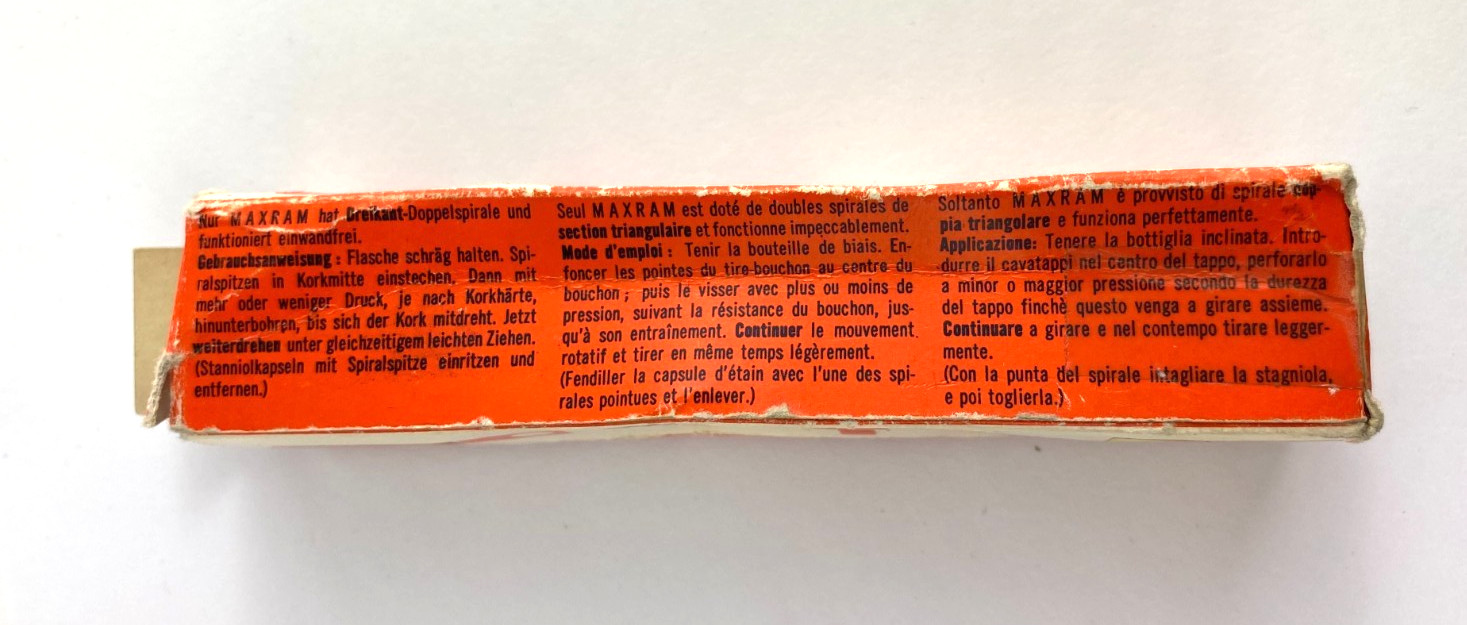 Nur MAXRAM hat Dreikant-Doppelspirale und
funktioniert einwandfrei.
Gebrauchsanweisung : Flasche schräg halten. Spi-
ralspitzen in Korkmitte einstechen. Dann mit
mehr oder weniger Druck, je nach Korkhärte,
hinunterbohren, bis sich der Kork mitdreht. Jetzt
weiterdrehen unter gleichzeitigem leichten Ziehen.
(Stanniolkapseln mit Spiralspitze einritzen und
entfernen.)
Seul MAXRAM est doté de doubles spirales de
section triangulaire et fonctionne impeccablement.
Mode d'emploi : Tenir la bouteille de biais. En-
foncer les pointes du tire-bouchon au centre du
bouchon ; puis le visser avec plus ou moins de
pression, suivant la résistance du bouchon, jus-
qu'à son entraînement. Continuer le mouvement
rotatif et tirer en même temps légèrement.
(Fendiller la capsule d'étain avec l'une des spi-
rales pointues et l'enlever.)
Soltanto MAXRAM è provvisto di spirale cop-
pia triangolare e funziona perfettamente.
Applicazione: Tenere la bottiglia inclinata. Intro-
durre il cavatappi nel cantro del tappo, perforarlo
a minor o maggior pressione secondo la durezza
del tappo finchè questo venga a girare assieme.
Continuare a girare e nel contempo tirare legger-
mente.
(Con la punta del spirale intagliare la stagniola,
e poi toglierla.)